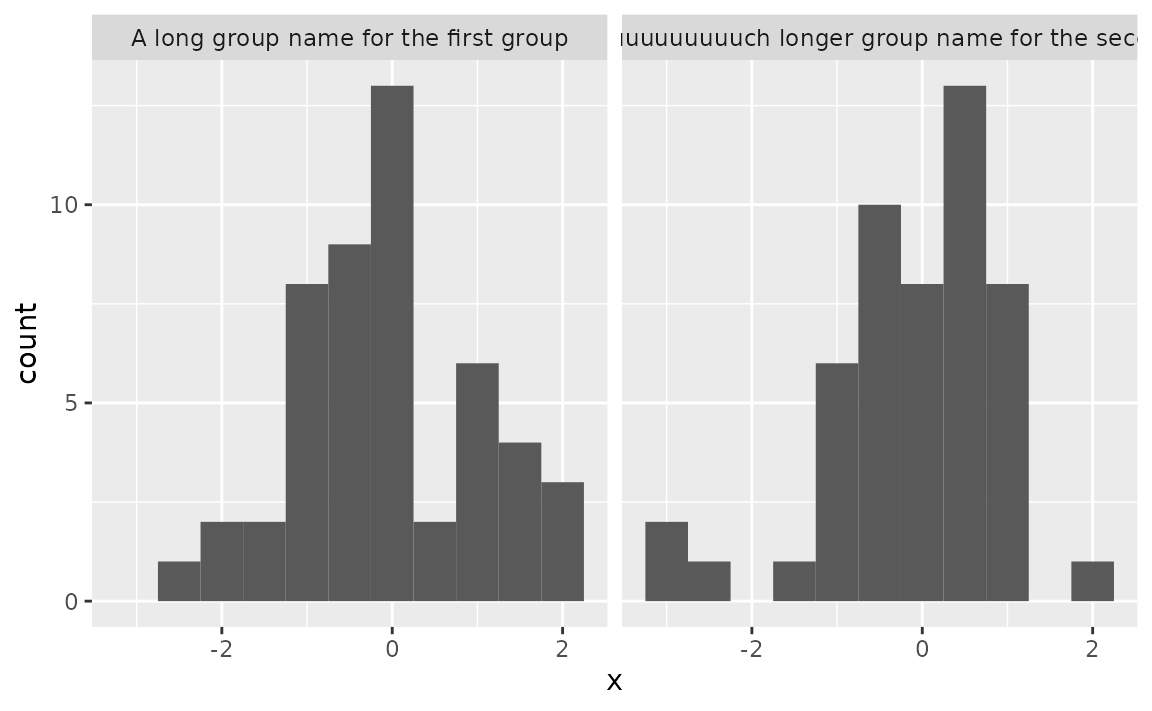 A long group name for the first group
uuuuuuuuuch longer group name for the sec
count
10
5
0
-2 0 2
-2 0 2
x